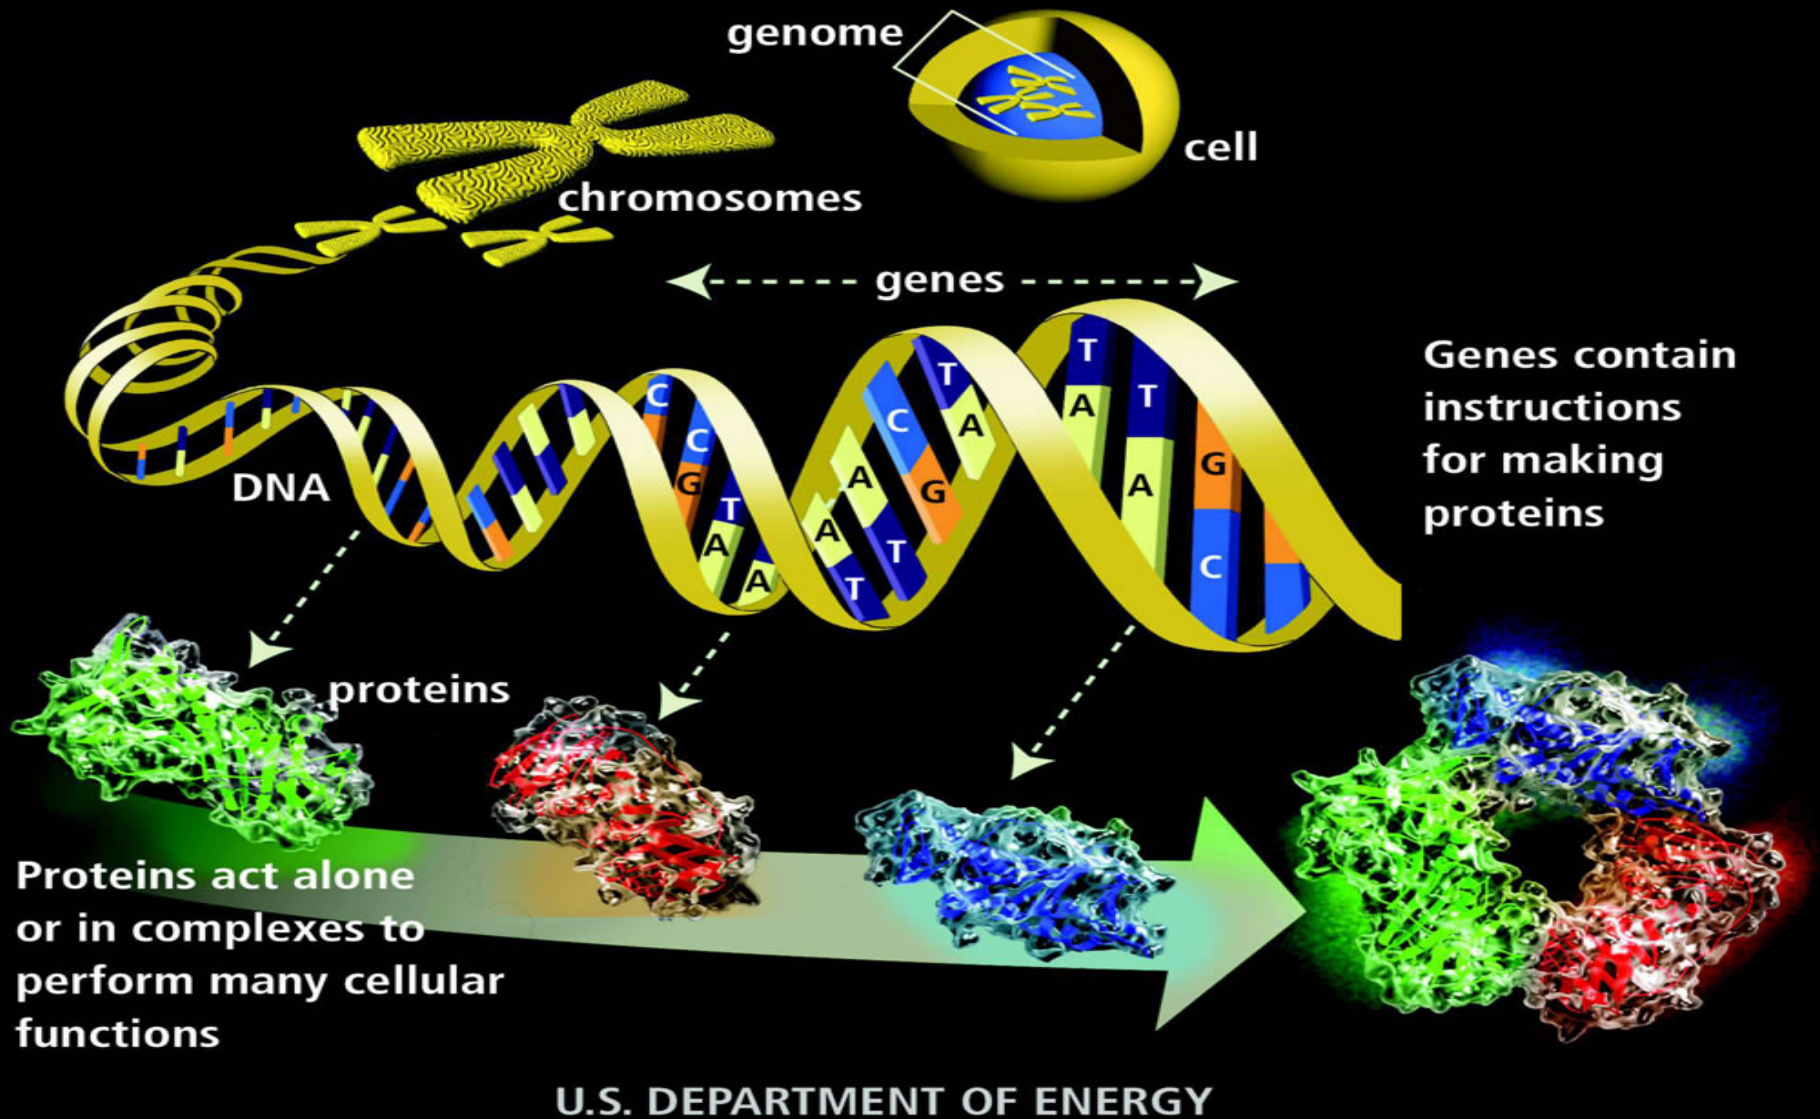 genome
cell
chromosomes
genes
C
C
G
T
A
A
T
A
C
G
A
T
A
T
T
A
T
A
G
C
DNA
Genes contain
instructions
for making
proteins
proteins
Proteins act alone
or in complexes to
perform many cellular
functions
U.S. DEPARTMENT OF ENERGY